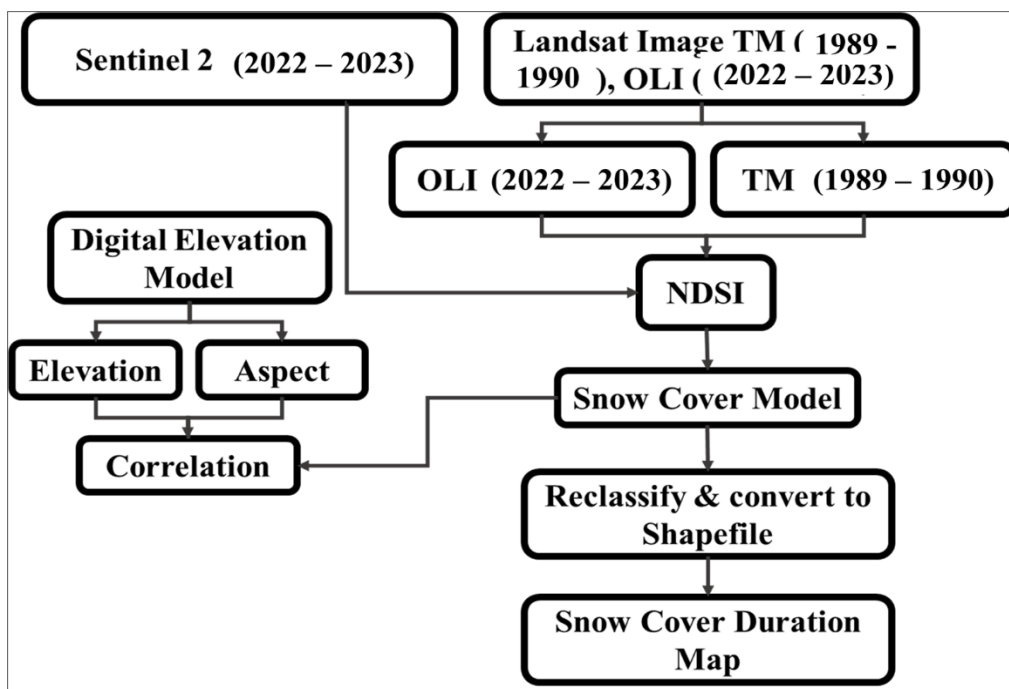 Sentinel 2 (2022 – 2023)
Landsat Image TM ( 1989 -
1990 ), OLI ( (2022 – 2023)
OLI (2022 – 2023)
TM (1989 – 1990)
Digital Elevation
Model
NDSI
Elevation
Aspect
Snow Cover Model
Correlation
Reclassify & convert to
Shapefile
Snow Cover Duration
Map